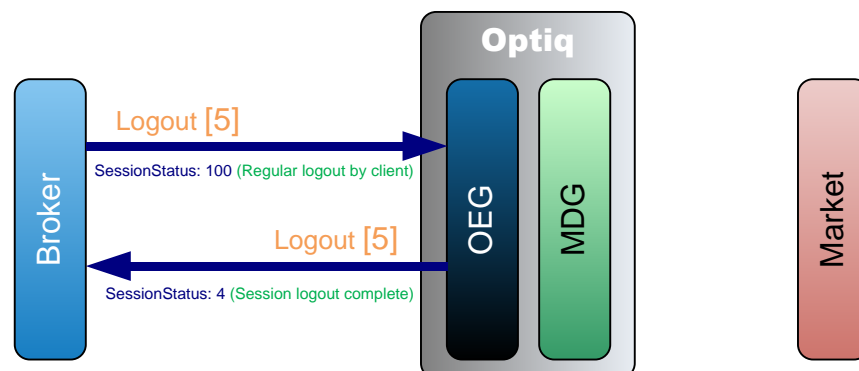 Optiq
Logout [5]
SessionStatus: 100 (Regular logout by client)
Broker
OEG
MDG
Market
Logout [5]
SessionStatus: 4 (Session logout complete)